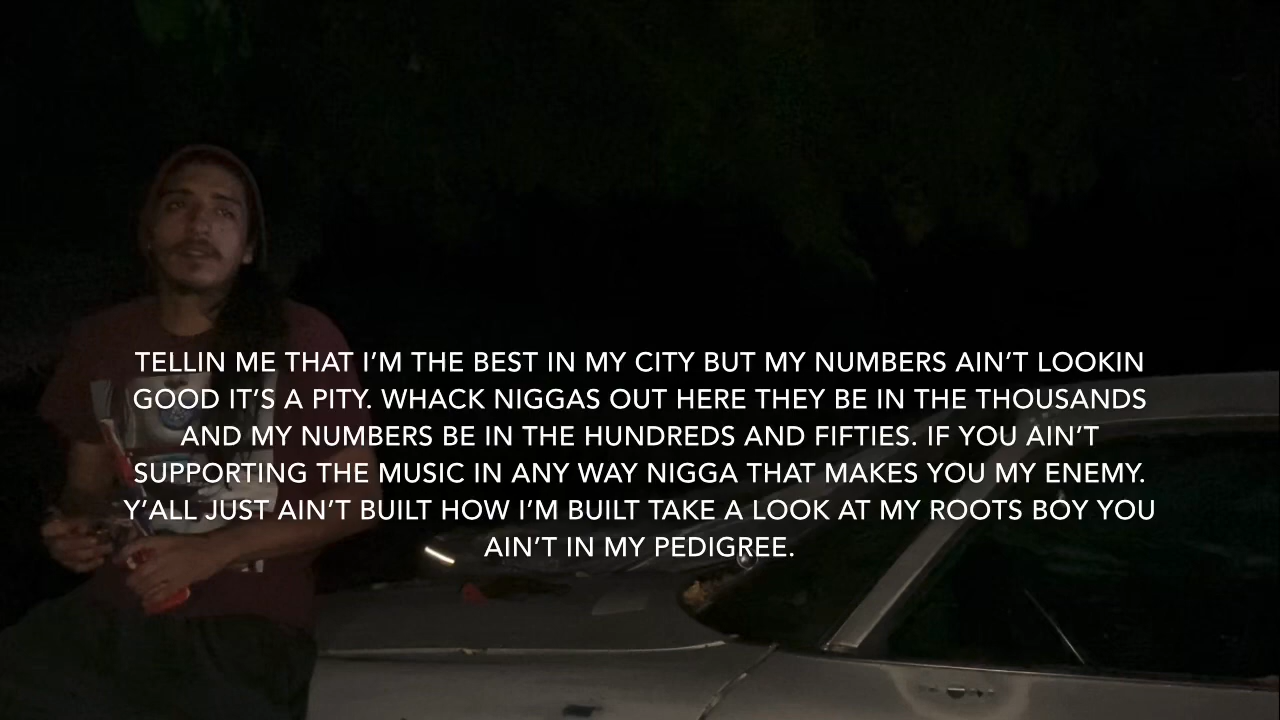 TELLIN ME THAT I’M THE BEST IN MY CITY BUT MY NUMBERS AIN’T LOOKIN
GOOD IT’S A PITY. WHACK NIGGAS OUT HERE THEY BE IN THE THOUSANDS
AND MY NUMBERS BE IN THE HUNDREDS AND FIFTIES. IF YOU AIN’T
SUPPORTING THE MUSIC IN ANY WAY NIGGA THAT MAKES YOU MY ENEMY.
Y’ALL JUST AIN’T BUILT HOW I’M BUILT TAKE A LOOK AT MY ROOTS BOY YOU
AIN’T IN MY PEDIGREE.